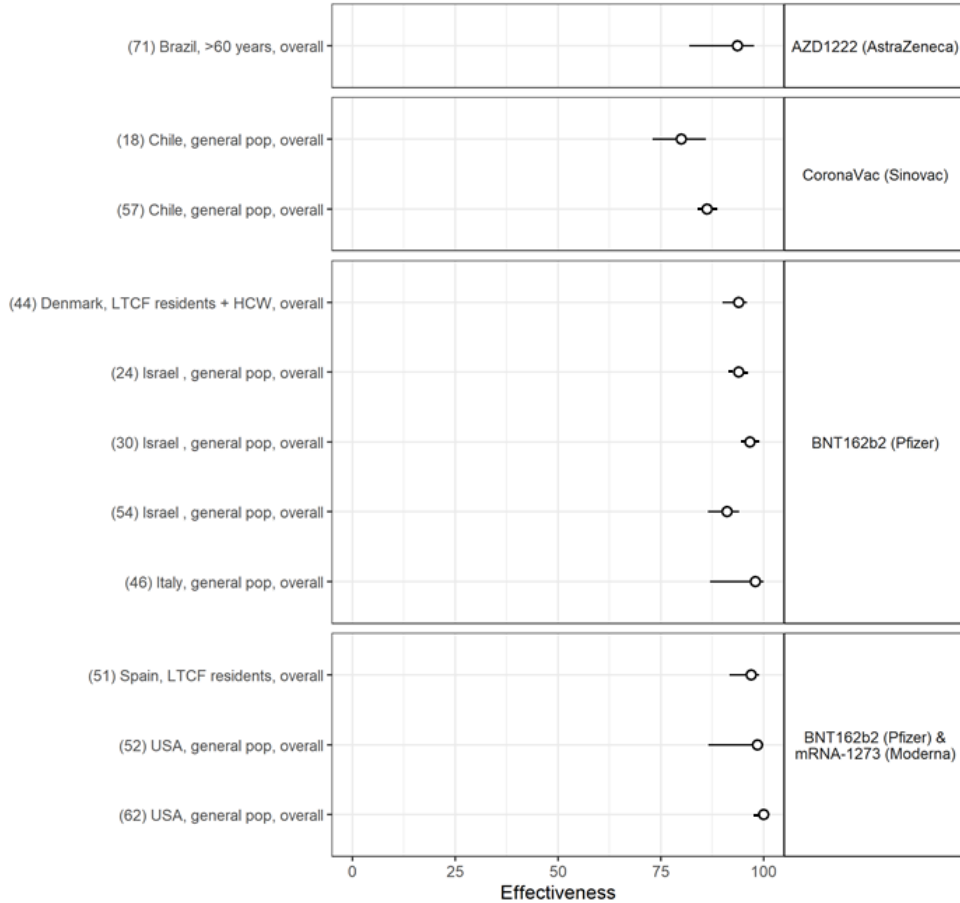 (71) Brazil, >60 years, overall
AZD1222 (AstraZeneca)
(18) Chile, general pop, overall
(57) Chile, general pop, overall
CoronaVac (Sinovac)
(44) Denmark, LTCF residents + HCW, overall
(24) Israel , general pop, overall
(30) Israel , general pop, overall
(54) Israel , general pop, overall
(46) Italy, general pop, overall
BNT162b2 (Pfizer)
(51) Spain, LTCF residents, overall
(52) USA, general pop, overall
(62) USA, general pop, overall
BNT162b2 (Pfizer) &
mRNA-1273 (Moderna)
0 25 50 75 100
Effectiveness